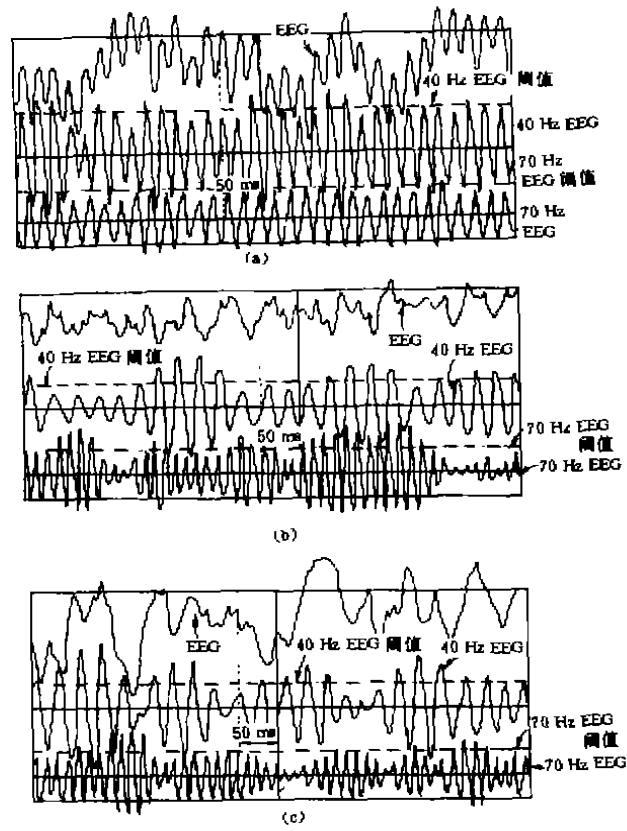 EEG
40 Hz EEG 阈值
40 Hz EEG
70 Hz
EEG 阈值
50 ms
70 Hz
EEG
(a)
EEG
40 Hz EEG 阈值
40 Hz EEG
50 ms
70 Hz EEG
阈值
70 Hz EEG
(b)
EEG
40 Hz EEG 阈值
40 Hz EEG
50 ms
70 Hz EEG
阈值
70 Hz EEG
(c)